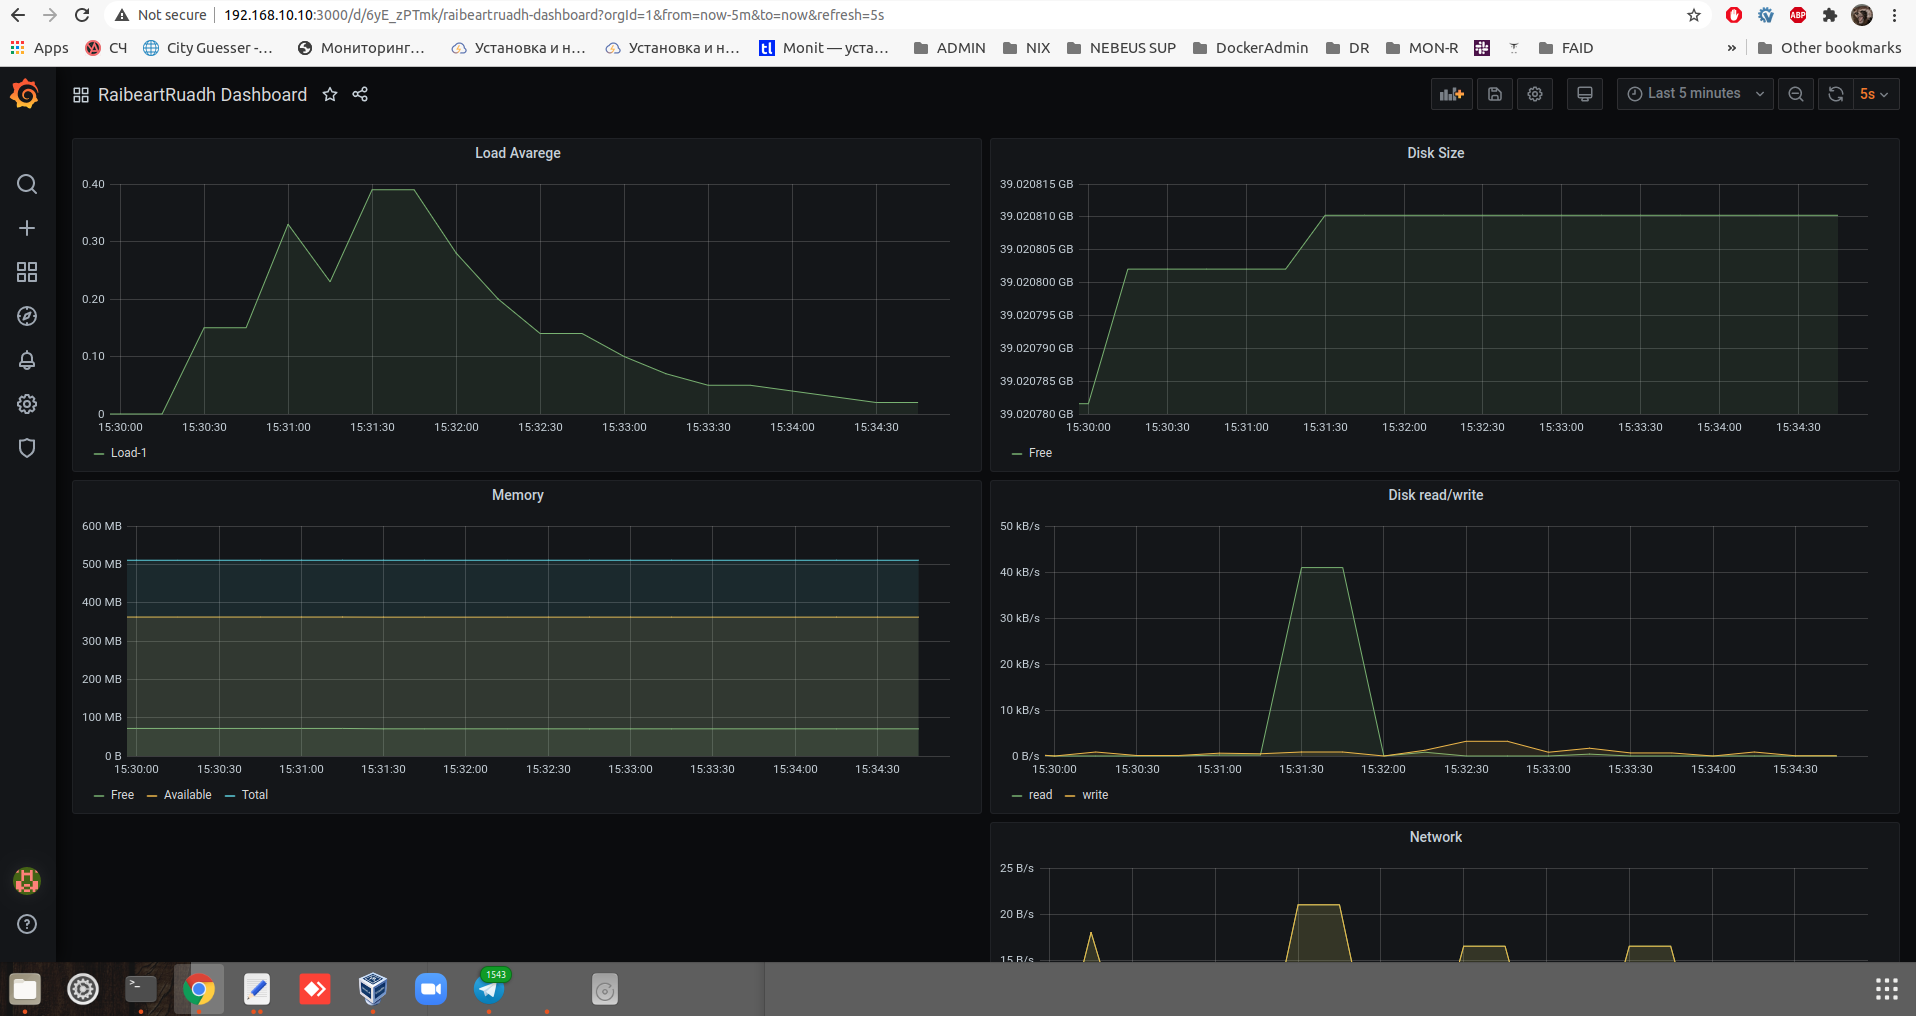 Not secure 192.168.10.10:3000/d/6yE_zPTmk/raibeartruadh-dashboard?orgId=1&from=now-5m&to=now&refresh=5s
ABP
Apps СЧ City Guesser -... Мониторинг... Установка и н... Установка и н... tl Monit — уста... ADMIN NIX NEBEUS SUP DockerAdmin DR MON-R FAID » Other bookmarks
RaibeartRuadh Dashboard
Last 5 minutes
5s
Load Avarege
0.40
0.30
0.20
0.10
0
15:30:00 15:30:30 15:31:00 15:31:30 15:32:00 15:32:30 15:33:00 15:33:30 15:34:00 15:34:30
Load-1
Disk Size
39.020815 GB
39.020810 GB
39.020805 GB
39.020800 GB
39.020795 GB
39.020790 GB
39.020785 GB
39.020780 GB
15:30:00 15:30:30 15:31:00 15:31:30 15:32:00 15:32:30 15:33:00 15:33:30 15:34:00 15:34:30
Free
Memory
600 MB
500 MB
400 MB
300 MB
200 MB
100 MB
0 B
15:30:00 15:30:30 15:31:00 15:31:30 15:32:00 15:32:30 15:33:00 15:33:30 15:34:00 15:34:30
Free Available Total
Disk read/write
50 kB/s
40 kB/s
30 kB/s
20 kB/s
10 kB/s
0 B/s
15:30:00 15:30:30 15:31:00 15:31:30 15:32:00 15:32:30 15:33:00 15:33:30 15:34:00 15:34:30
read write
Network
25 B/s
20 B/s
15 B/s
1543